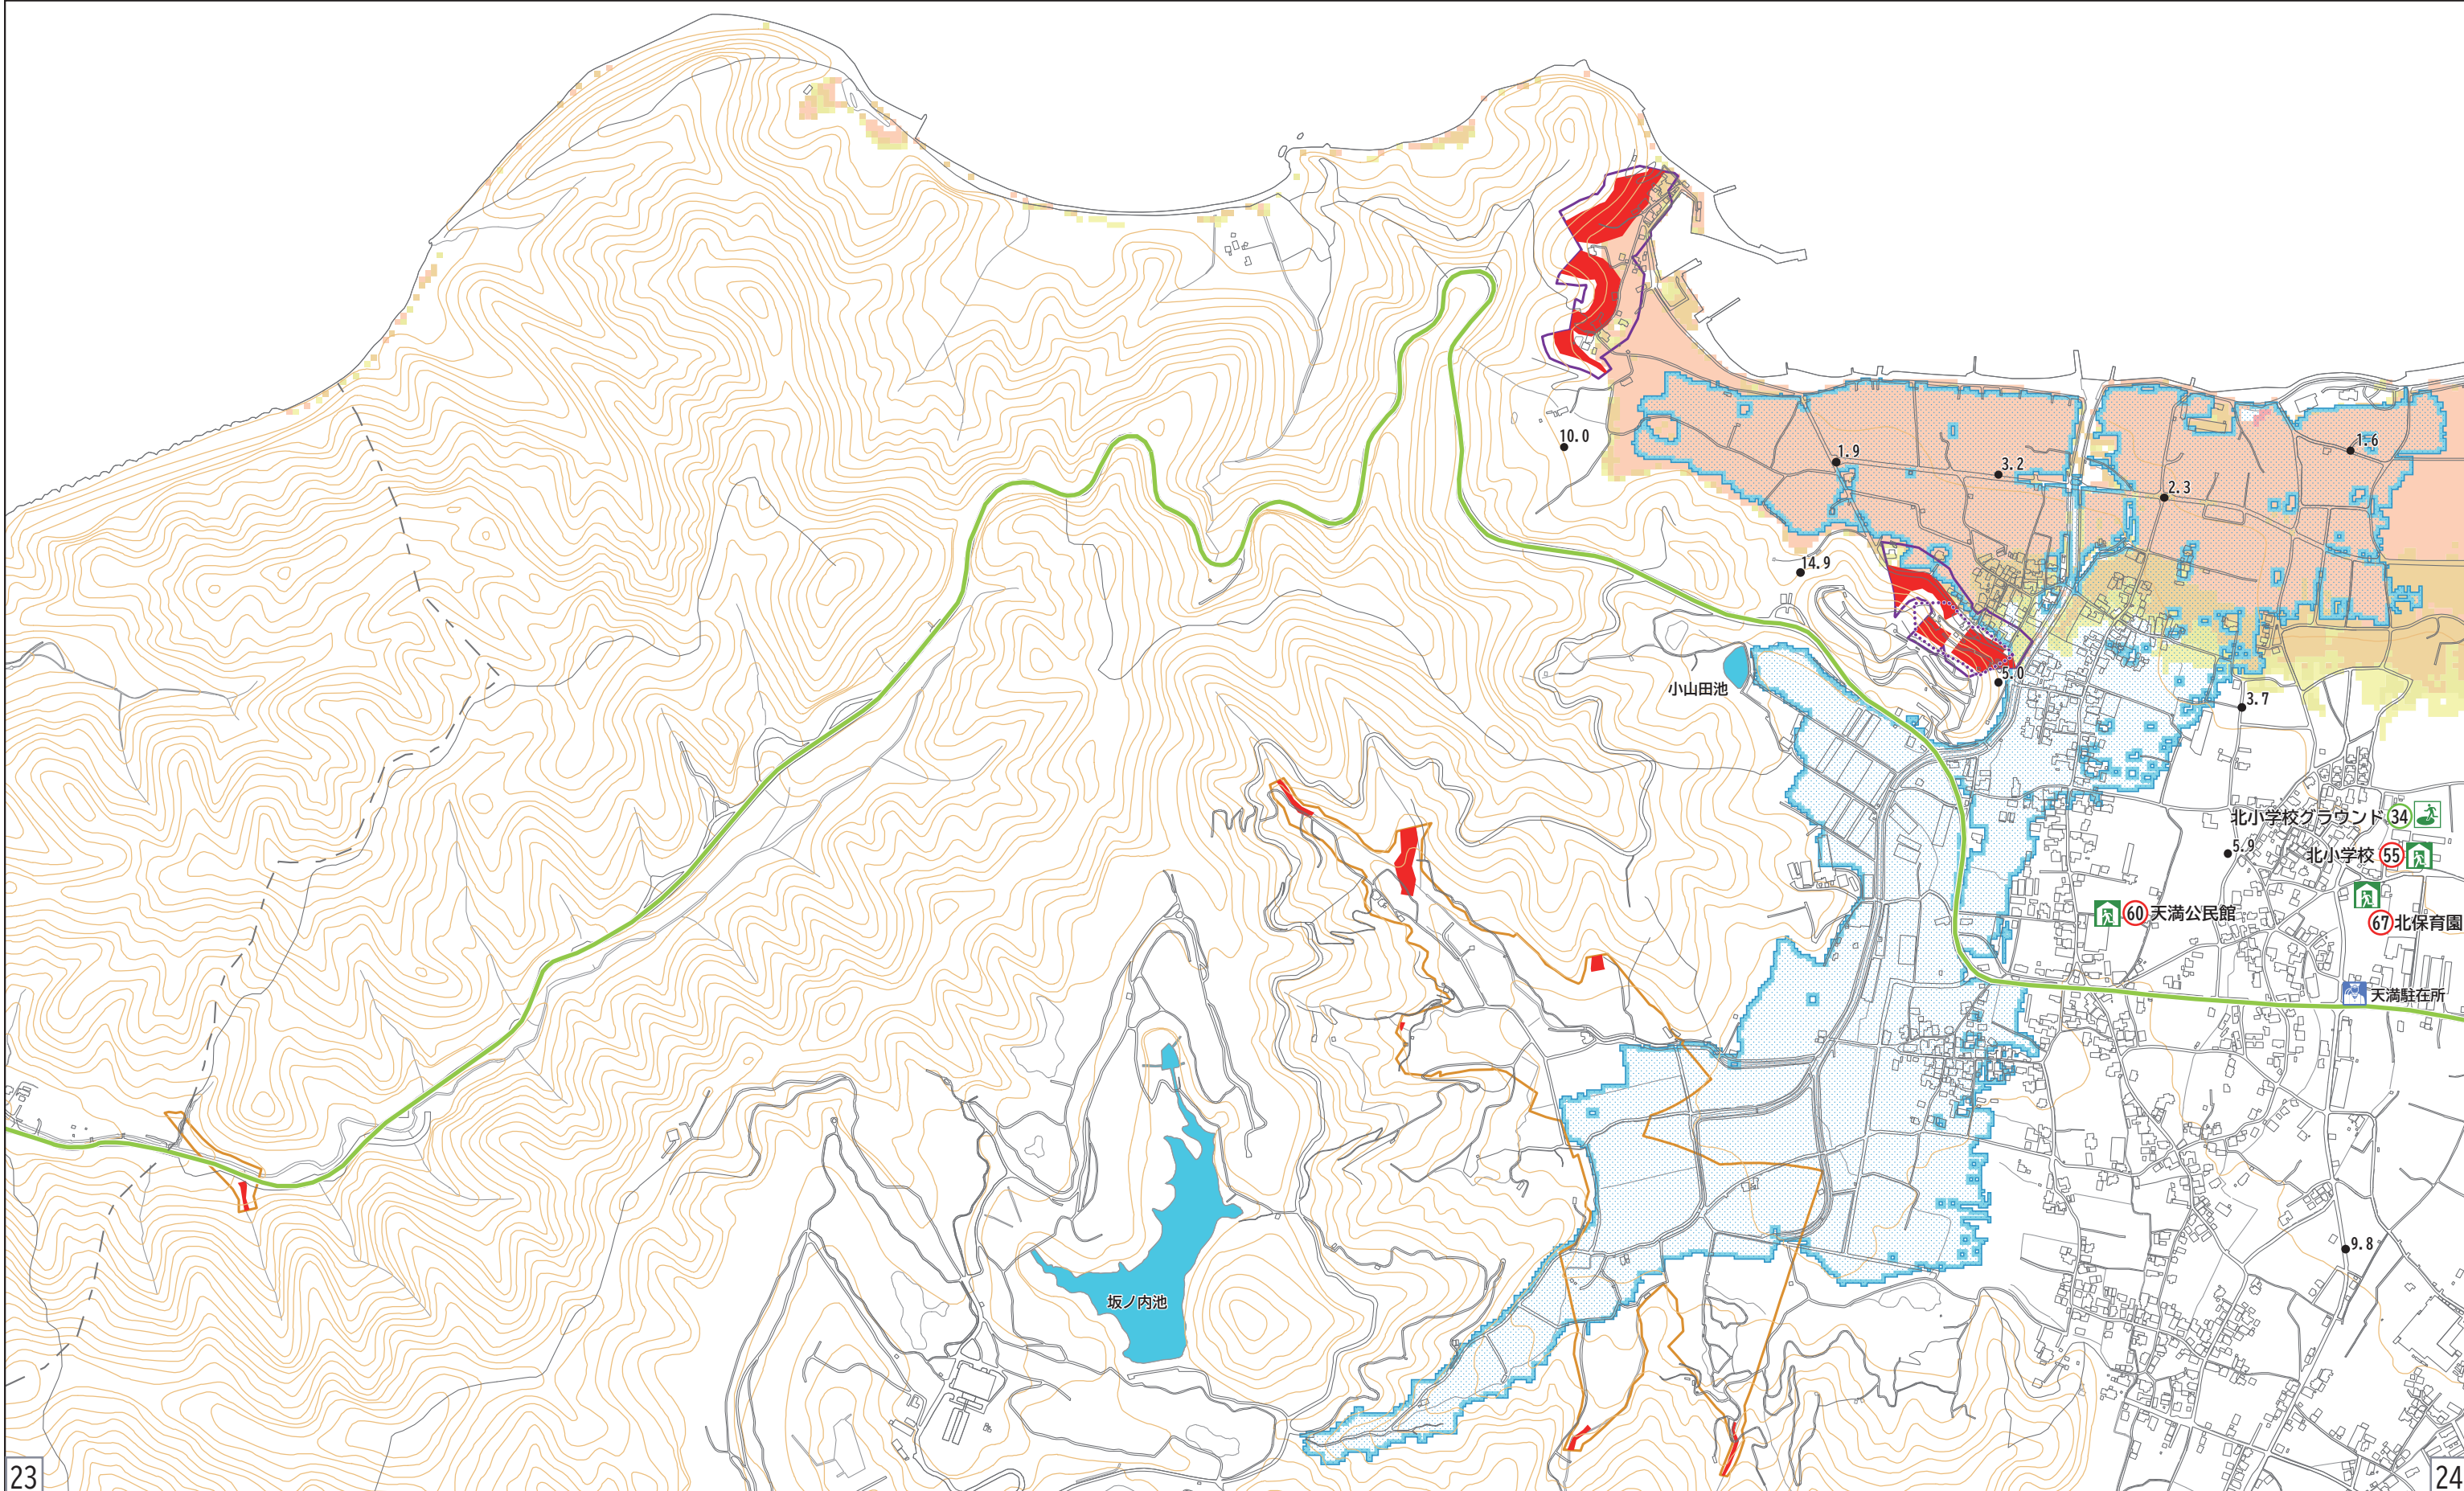 10.0
1.9
3.2
1.6
2.3
14.9
小山田池
5.0
3.7
北小学校グラウンド 34
5.9
北小学校 55
60 天満公民館
67 北保育園
天満駐在所
9.8
坂ノ内池
23
24